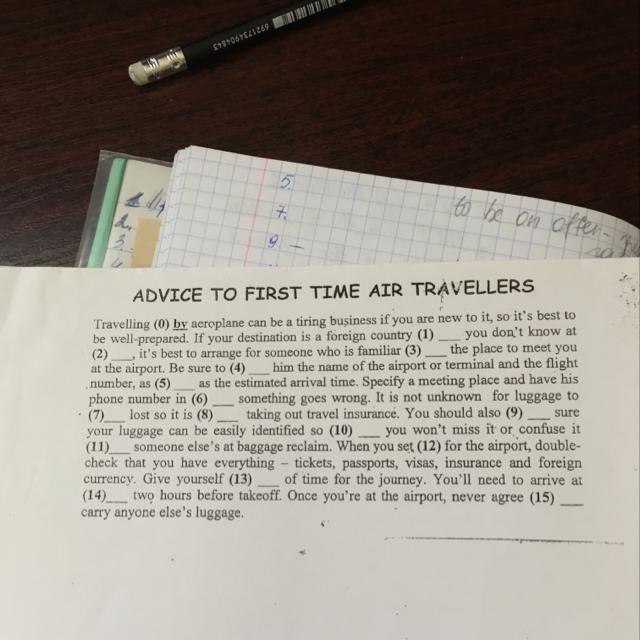 6921734904843
5.
7.
to be on offer -
9 -
2.
3.
4.
ADVICE TO FIRST TIME AIR TRAVELLERS
Travelling (0) by aeroplane can be a tiring business if you are new to it, so it's best to
be well-prepared. If your destination is a foreign country (1) ___ you don't know at
(2) ___, it's best to arrange for someone who is familiar (3) ___ the place to meet you
at the airport. Be sure to (4) ___ him the name of the airport or terminal and the flight
number, as (5) ___ as the estimated arrival time. Specify a meeting place and have his
phone number in (6) ___ something goes wrong. It is not unknown for luggage to
(7)___ lost so it is (8) ___ taking out travel insurance. You should also (9) ___ sure
your luggage can be easily identified so (10) ___ you won't miss it or confuse it
(11)___ someone else's at baggage reclaim. When you set (12) for the airport, double-
check that you have everything – tickets, passports, visas, insurance and foreign
currency. Give yourself (13) ___ of time for the journey. You'll need to arrive at
(14)___ two hours before takeoff. Once you're at the airport, never agree (15) ___
carry anyone else's luggage.